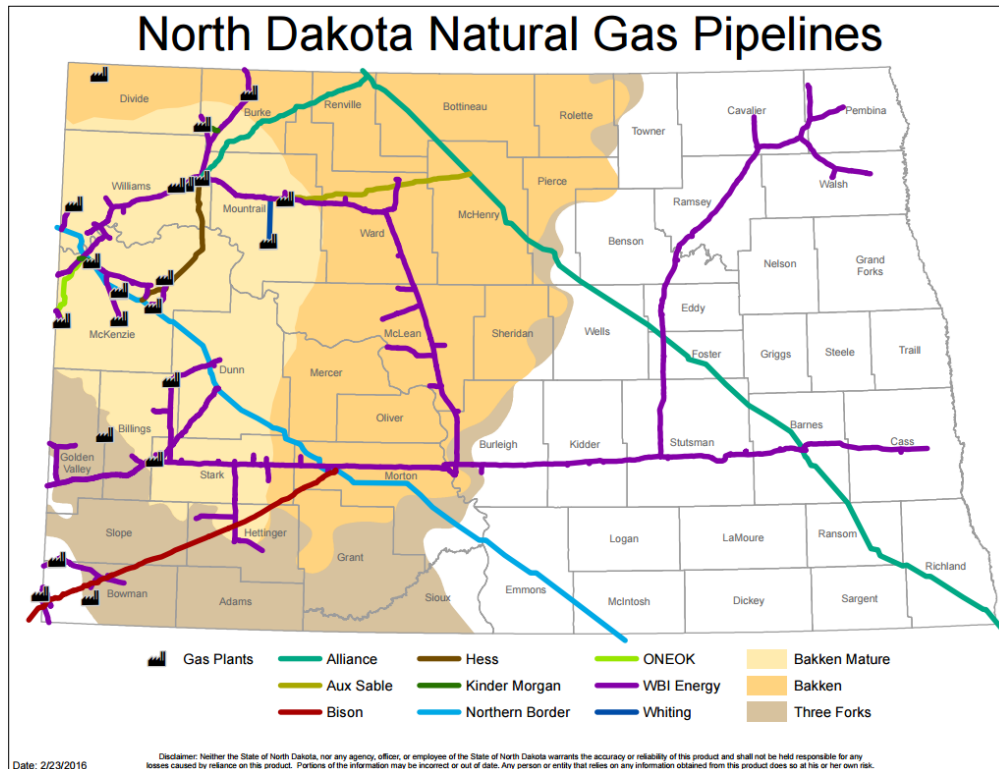 North Dakota Natural Gas Pipelines
Divide
Burke
Renville
Bottineau
Rolette
Towner
Cavalier
Pembina
Williams
Mountrail
Ward
McHenry
Pierce
Ramsey
Walsh
Benson
Nelson
Grand
Forks
McKenzie
McLean
Sheridan
Wells
Eddy
Foster
Griggs
Steele
Traill
Dunn
Mercer
Oliver
Billings
Golden
Valley
Stark
Morton
Burleigh
Kidder
Stutsman
Barnes
Cass
Slope
Hettinger
Grant
Logan
LaMoure
Ransom
Richland
Bowman
Adams
Sioux
Emmons
McIntosh
Dickey
Sargent
Gas Plants
Alliance
Hess
ONEOK
Bakken Mature
Aux Sable
Kinder Morgan
WBI Energy
Bakken
Bison
Northern Border
Whiting
Three Forks
Disclaimer: Neither the State of North Dakota, nor any agency, officer, or employee of the State of North Dakota warrants the accuracy or reliability of this product and shall not be held responsible for any
Date: 2/23/2016
losses caused by reliance on this product. Portions of the information may be incorrect or out of date. Any person or entity that relies on any information obtained from this product does so at his or her own risk.